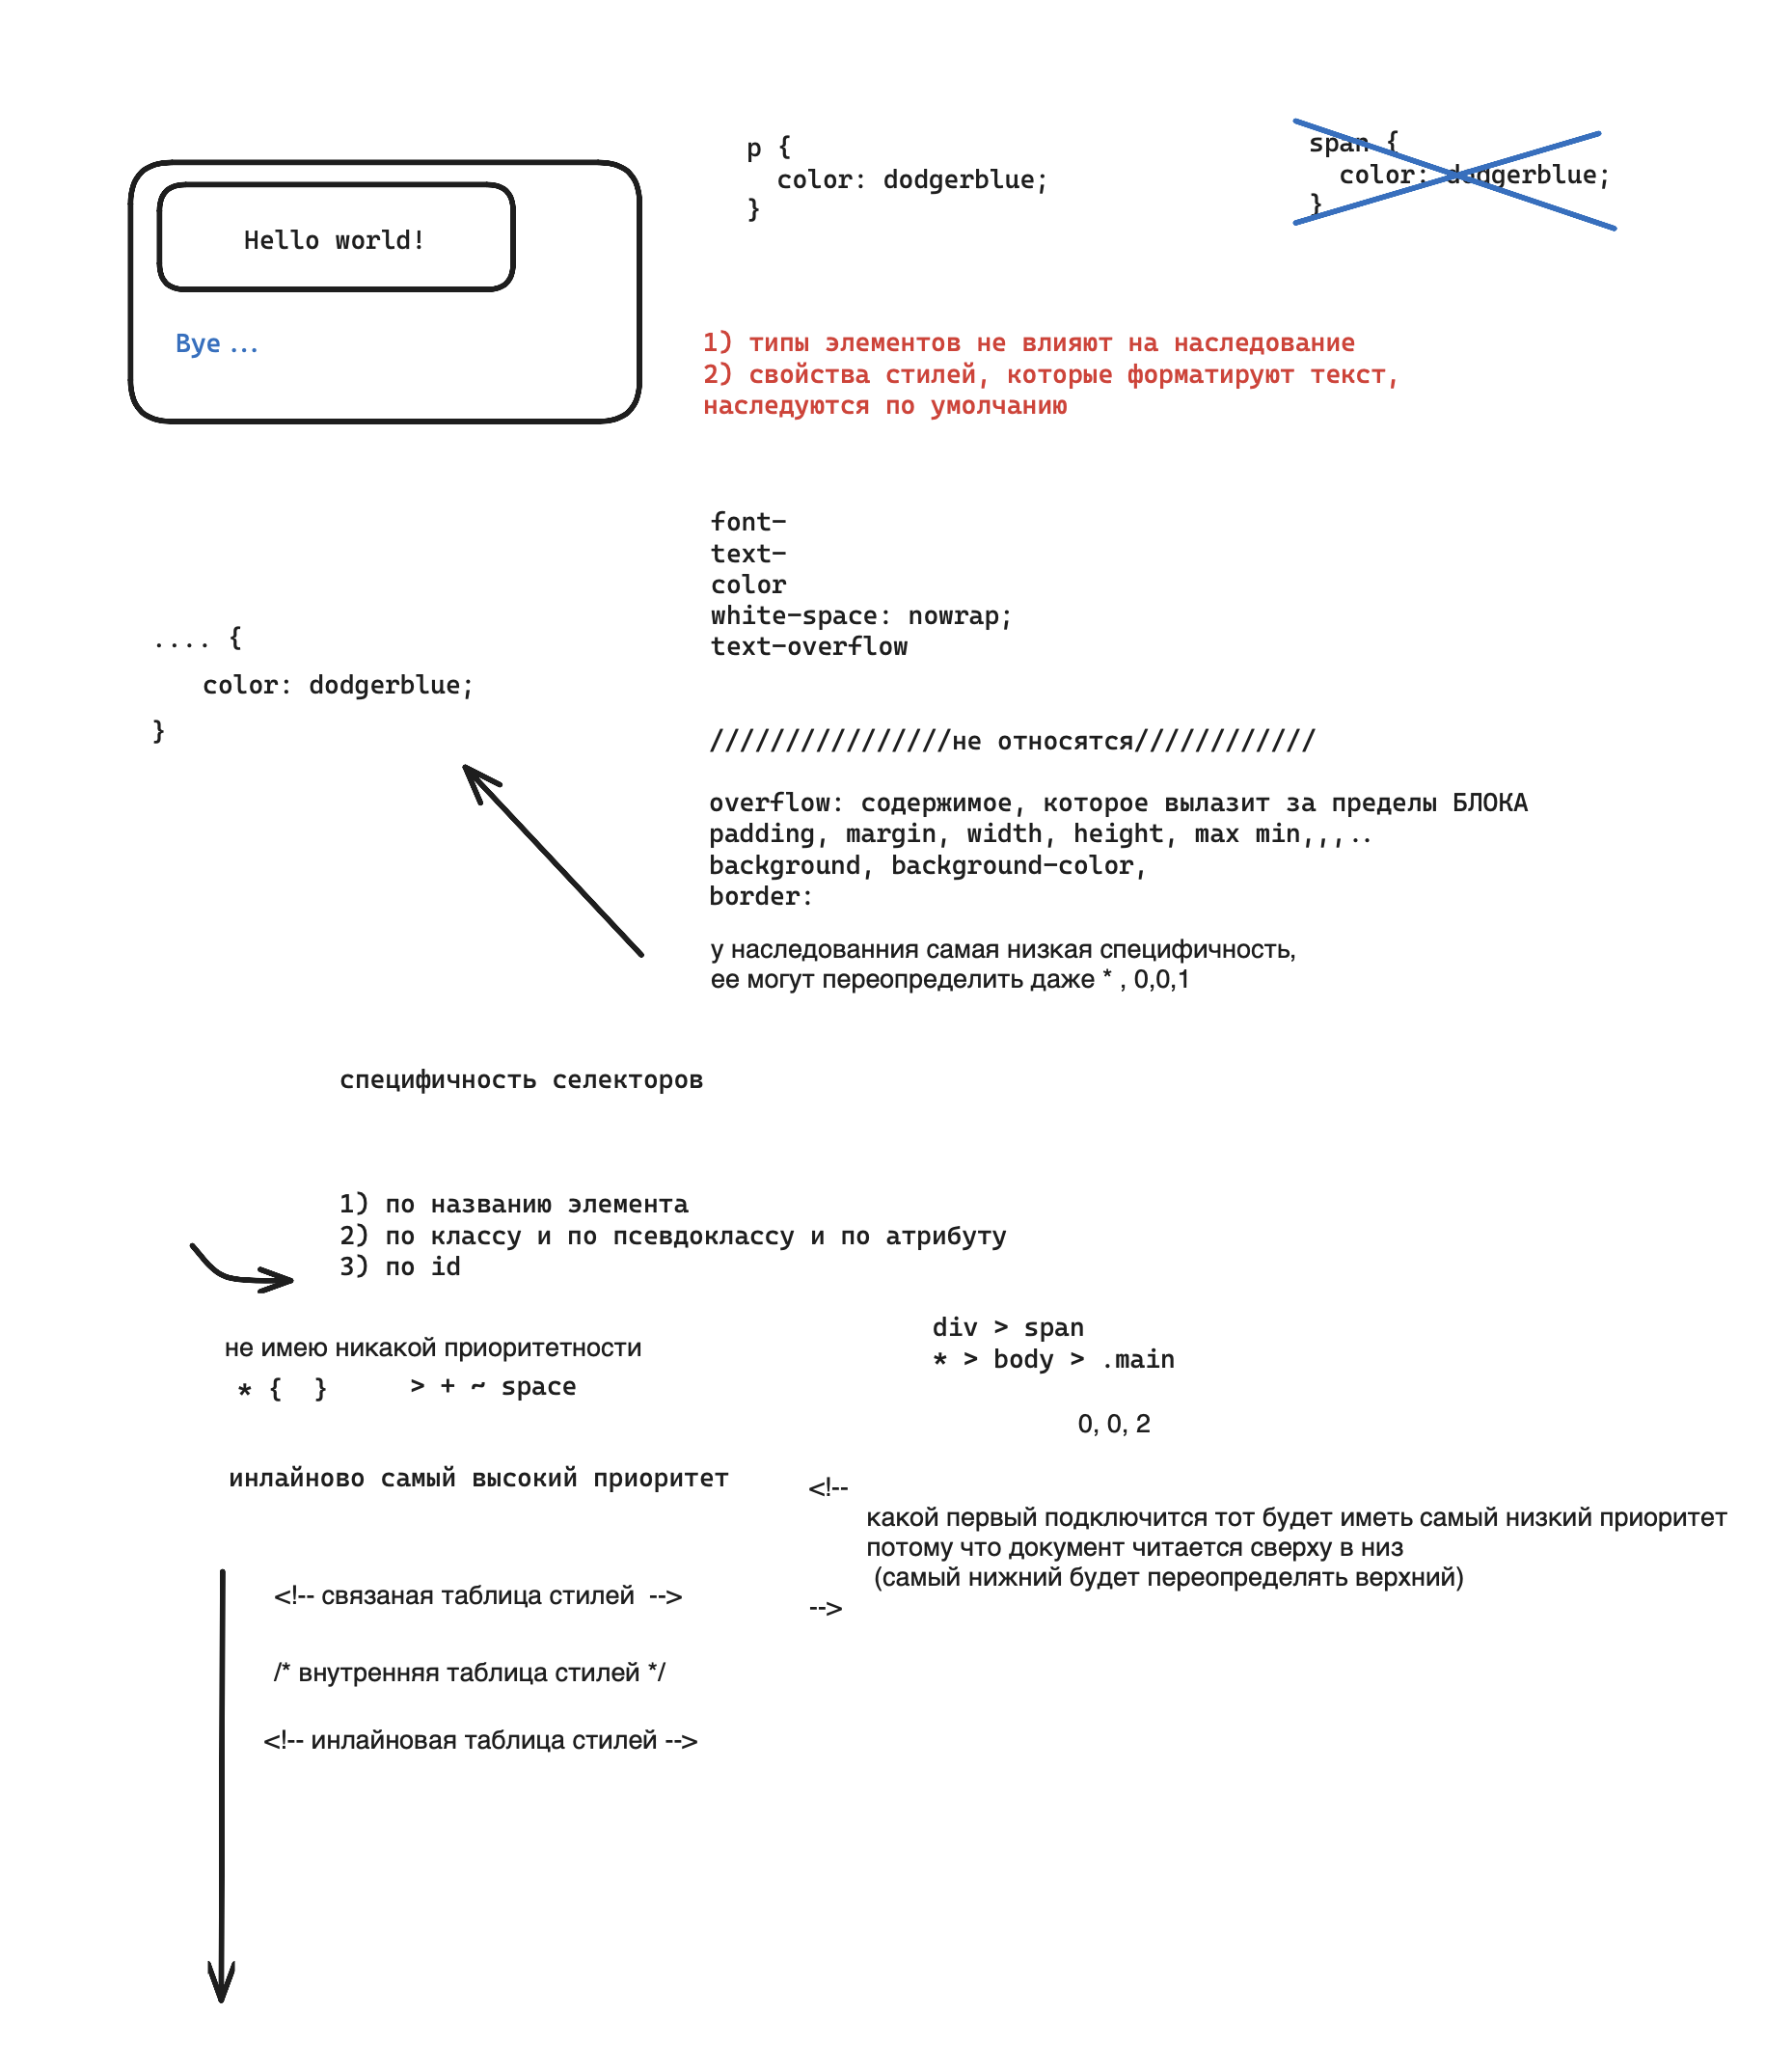 p {
color: dodgerblue;
}
span {
color: dodgerblue;
}
Hello world!
Bye ...
1) типы элементов не влияют на наследование
2) свойства стилей, которые форматируют текст,
наследуются по умолчанию
font-
text-
color
white-space: nowrap;
text-overflow
.... {
color: dodgerblue;
}
////////////////не относятся////////////
overflow: содержимое, которое вылазит за пределы БЛОКА
padding, margin, width, height, max min,,,..
background, background-color,
border:
у наследованния самая низкая специфичность,
ее могут переопределить даже * , 0,0,1
специфичность селекторов
1) по названию элемента
2) по классу и по псевдоклассу и по атрибуту
3) по id
не имею никакой приоритетности
* {  }
> + ~ space
div > span
* > body > .main
0, 0, 2
инлайново самый высокий приоритет
<!--
какой первый подключится тот будет иметь самый низкий приоритет
потому что документ читается сверху в низ
(самый нижний будет переопределять верхний)
-->
<!-- связаная таблица стилей  -->
/* внутренняя таблица стилей */
<!-- инлайновая таблица стилей -->